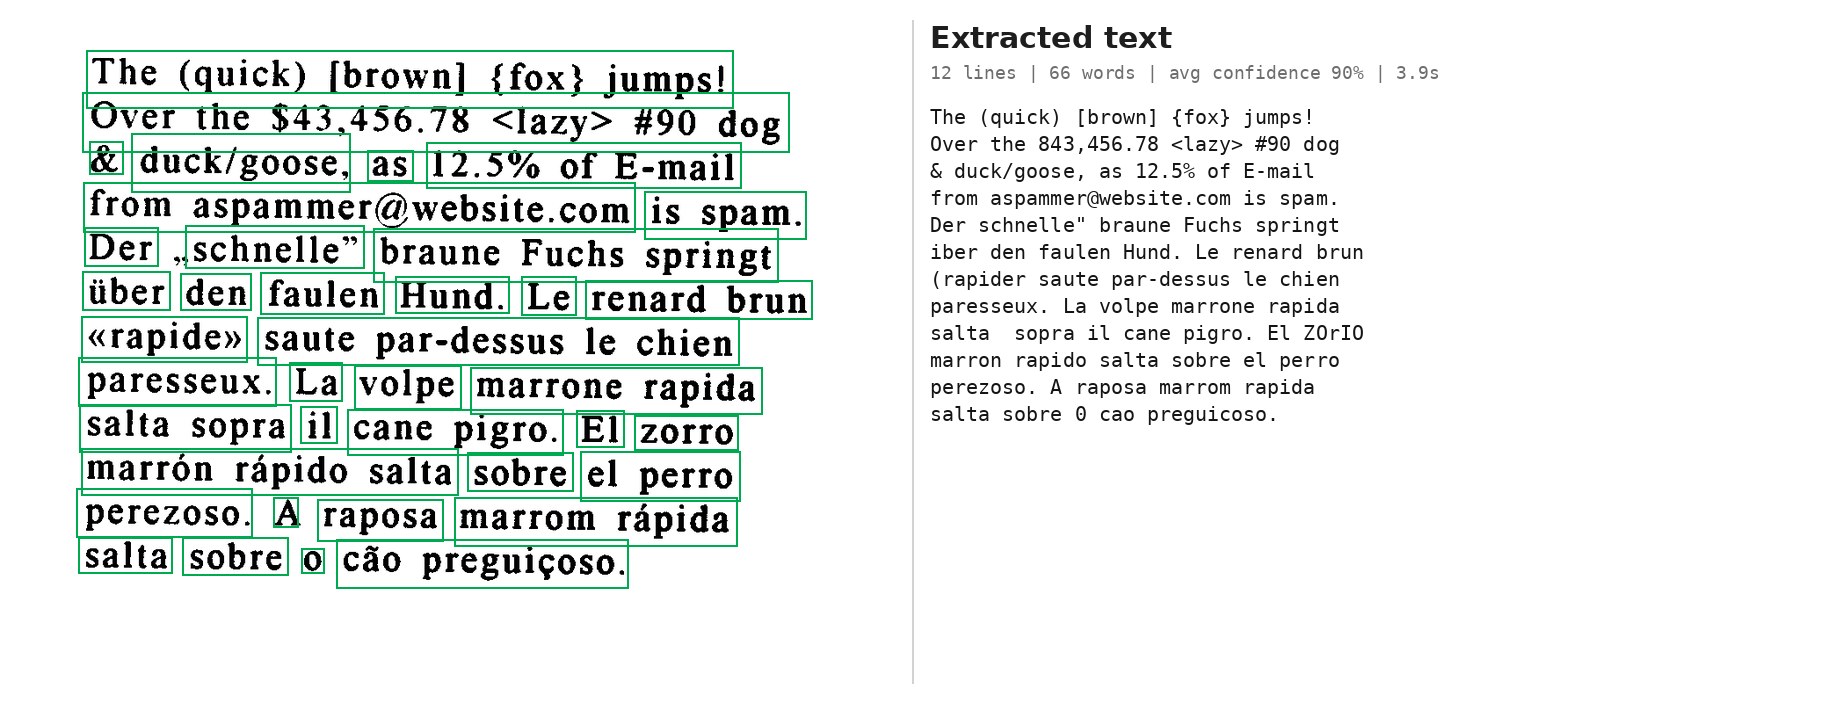 The (quick) [brown] {fox} jumps!
Over the $43,456.78 <lazy> #90 dog
& duck/goose, as 12.5% of E-mail
from aspammer@website.com is spam.
Der „schnelle” braune Fuchs springt
über den faulen Hund. Le renard brun
«rapide» saute par-dessus le chien
paresseux. La volpe marrone rapida
salta sopra il cane pigro. El zorro
marrón rápido salta sobre el perro
perezoso. A raposa marrom rápida
salta sobre o cão preguiçoso.
Extracted text
12 lines | 66 words | avg confidence 90% | 3.9s
The (quick) [brown] {fox} jumps!
Over the 843,456.78 <lazy> #90 dog
& duck/goose, as 12.5% of E-mail
from aspammer@website.com is spam.
Der schnelle" braune Fuchs springt
iber den faulen Hund. Le renard brun
(rapider saute par-dessus le chien
paresseux. La volpe marrone rapida
salta  sopra il cane pigro. El ZOrIO
marron rapido salta sobre el perro
perezoso. A raposa marrom rapida
salta sobre 0 cao preguicoso.